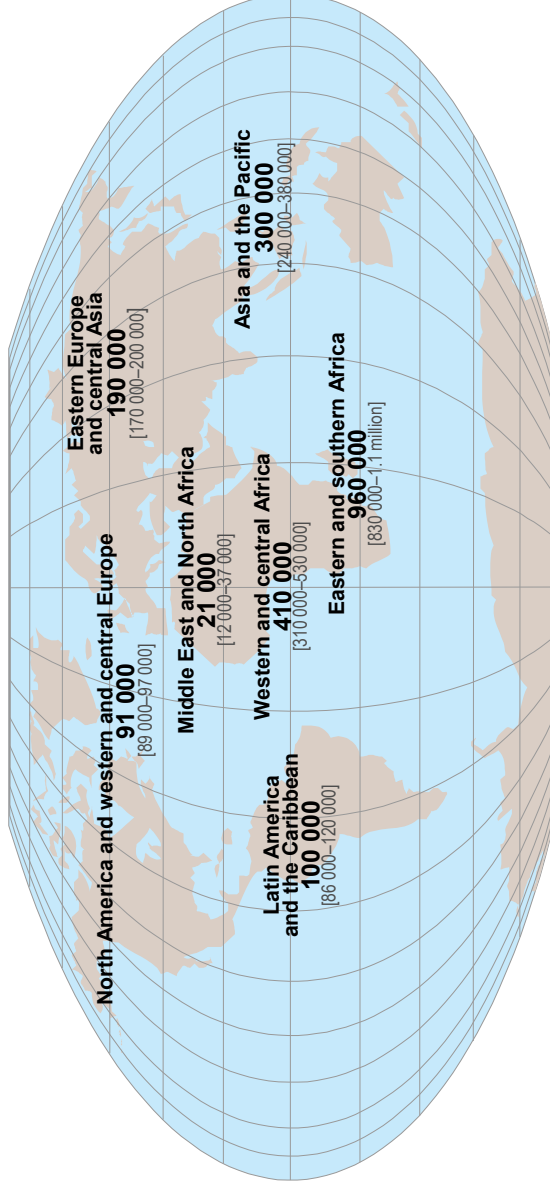 North America and western and central Europe
91 000
[89 000–97 000]
Eastern Europe
and central Asia
190 000
[170 000–200 000]
Middle East and North Africa
21 000
[12 000–37 000]
Asia and the Pacific
300 000
[240 000–380 000]
Western and central Africa
410 000
[310 000–530 000]
Latin America
and the Caribbean
100 000
[86 000–120 000]
Eastern and southern Africa
960 000
[830 000–1.1 million]